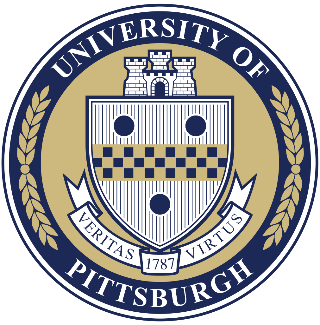 UNIVERSITY OF
VERITAS 1787 VIRTUS
PITTSBURGH